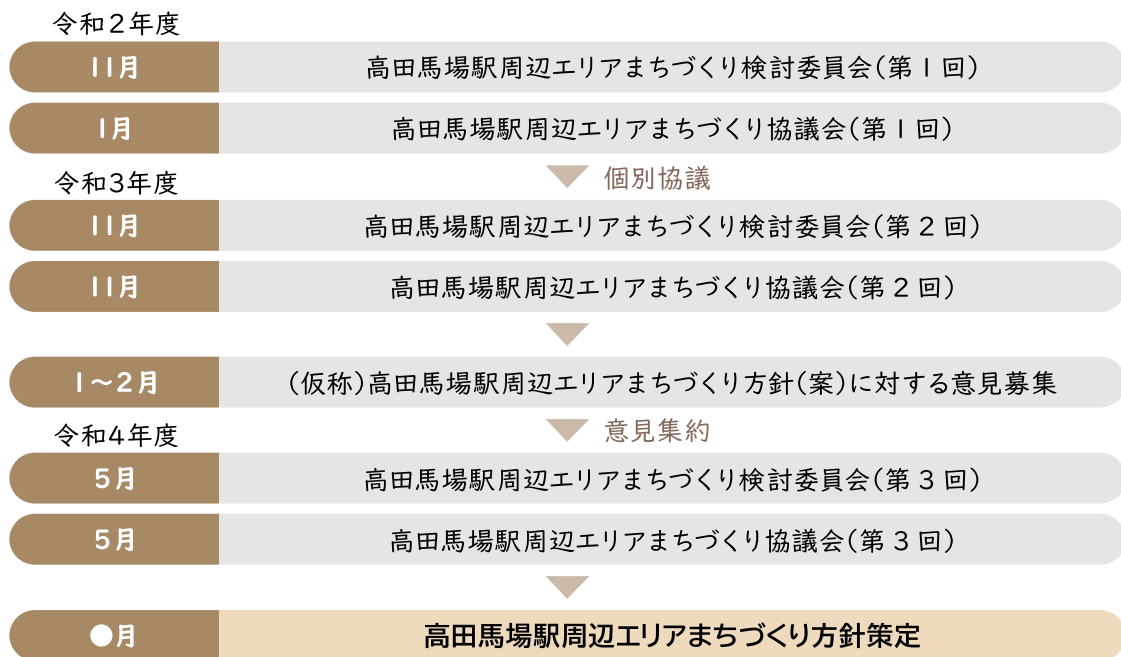 令和2年度
11月 高田馬場駅周辺エリアまちづくり検討委員会(第1回)
1月 高田馬場駅周辺エリアまちづくり協議会(第1回)
個別協議
令和3年度
11月 高田馬場駅周辺エリアまちづくり検討委員会(第2回)
11月 高田馬場駅周辺エリアまちづくり協議会(第2回)
1~2月 (仮称)高田馬場駅周辺エリアまちづくり方針(案)に対する意見募集
意見集約
令和4年度
5月 高田馬場駅周辺エリアまちづくり検討委員会(第3回)
5月 高田馬場駅周辺エリアまちづくり協議会(第3回)
●月 高田馬場駅周辺エリアまちづくり方針策定